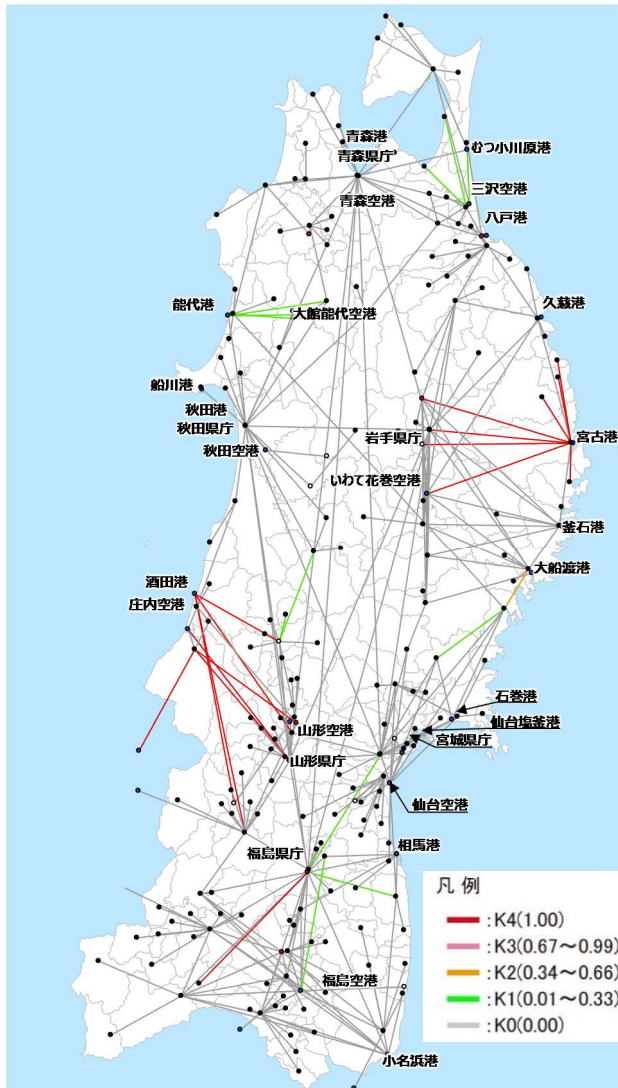 青森港
青森県庁
むつ小川原港
三沢空港
青森空港
八戸港
能代港
久慈港
大館能代空港
船川港
秋田港
秋田県庁
岩手県庁
宮古港
秋田空港
いわて花巻空港
釜石港
大船渡港
酒田港
庄内空港
石巻港
仙台塩釜港
山形空港
宮城県庁
山形県庁
仙台空港
福島県庁
相馬港
福島空港
小名浜港
凡 例
:K4(1.00)
:K3(0.67～0.99)
:K2(0.34～0.66)
:K1(0.01～0.33)
:K0(0.00)